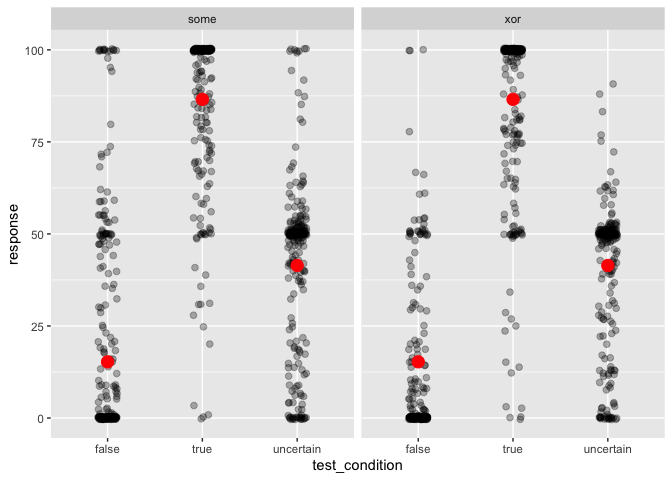 some xor
100
75
50
25
0
response
false true uncertain false true uncertain
test_condition